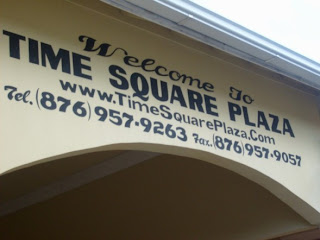 Welcome To
TIME SQUARE PLAZA
www.TimeSquarePlaza.Com
Tel. (876) 957-9263 Fax. (876) 957-9057